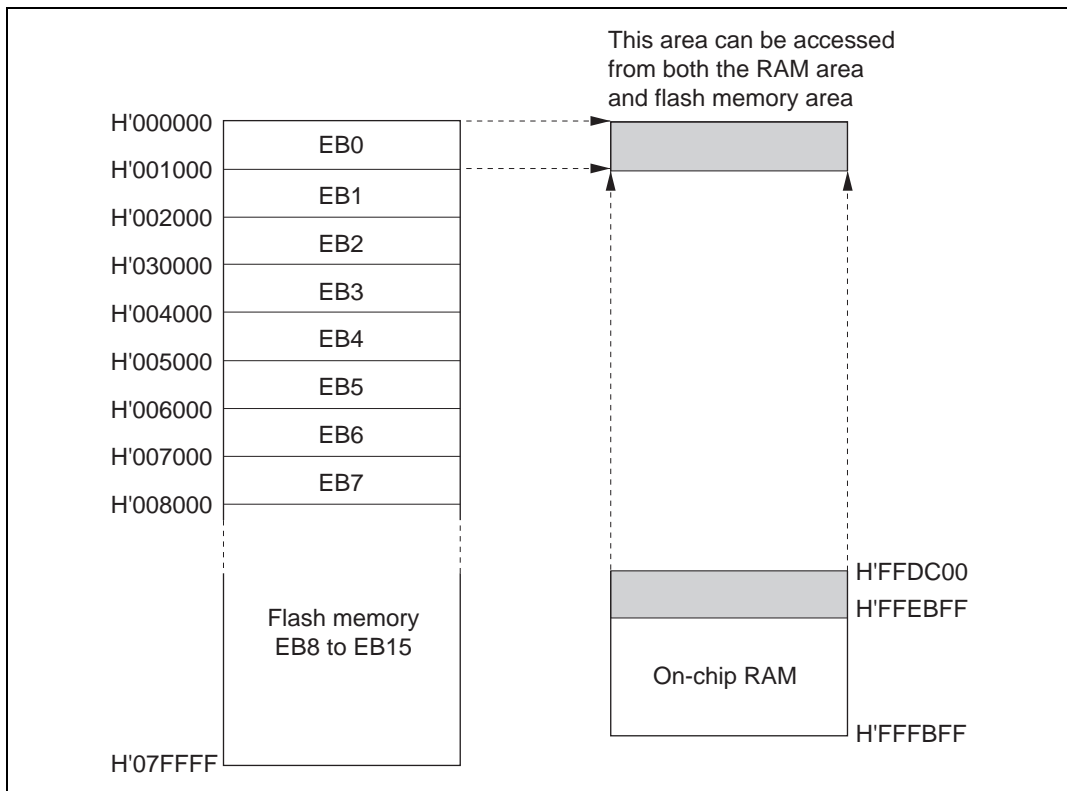 This area can be accessed
from both the RAM area
and flash memory area
H'000000
EB0
H'001000
EB1
H'002000
EB2
H'030000
EB3
H'004000
EB4
H'005000
EB5
H'006000
EB6
H'007000
EB7
H'008000
Flash memory
EB8 to EB15
H'07FFFF
H'FFDC00
H'FFEBFF
On-chip RAM
H'FFFBFF